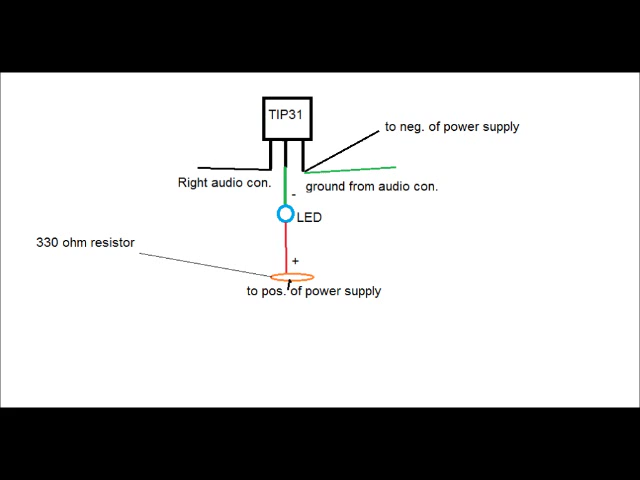 TIP31
to neg. of power supply
Right audio con.
ground from audio con.
-
LED
330 ohm resistor
+
to pos. of power supply